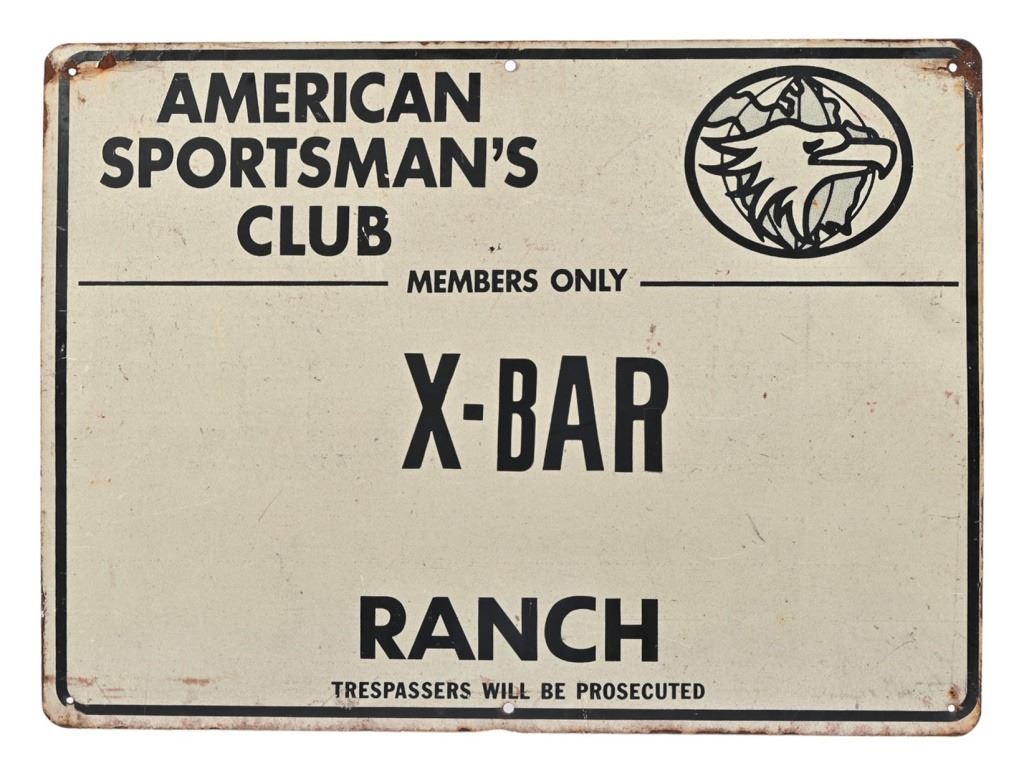 AMERICAN
SPORTSMAN'S
CLUB
MEMBERS ONLY
X-BAR
RANCH
TRESPASSERS WILL BE PROSECUTED